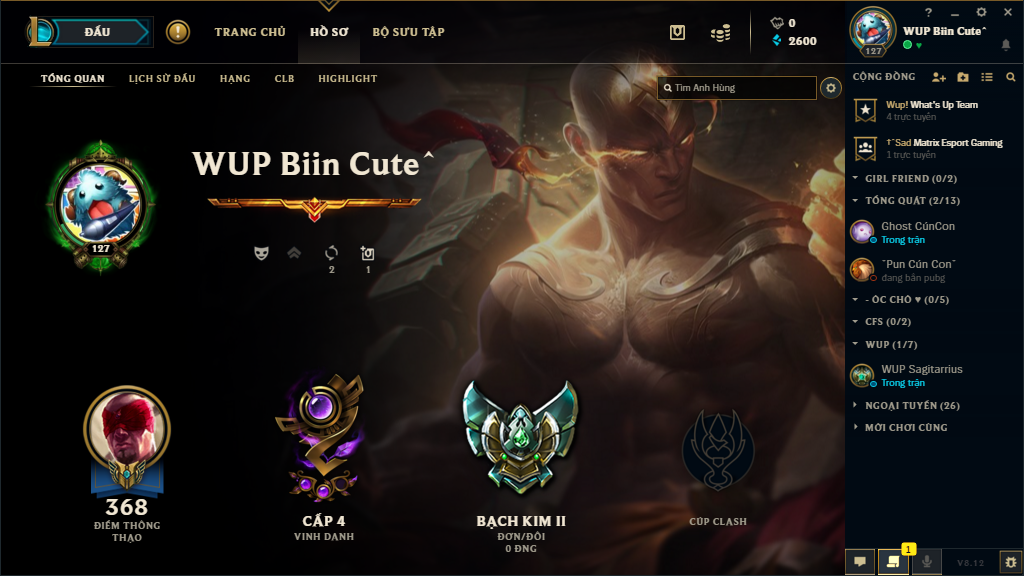 ĐẤU
TRANG CHỦ
HỒ SƠ
BỘ SƯU TẬP
0
2600
127
WUP Biin Cute^
TỔNG QUAN
LỊCH SỬ ĐẤU
HẠNG
CLB
HIGHLIGHT
Tìm Anh Hùng
WUP Biin Cute^
127
2
1
368
ĐIỂM THÔNG
THẠO
CẤP 4
VINH DANH
BẠCH KIM II
ĐƠN/ĐÔI
0 ĐNG
CÚP CLASH
CỘNG ĐỒNG
Wup! What's Up Team
4 trực tuyến
†˜Sad Matrix Esport Gaming
1 trực tuyến
GIRL FRIEND (0/2)
TỔNG QUÁT (2/13)
Ghost CúnCon
Trong trận
˜Pun Cún Con˜
đang bắn pubg
- ÓC CHÓ ♥ (0/5)
CFS (0/2)
WUP (1/7)
WUP Sagitarrius
Trong trận
NGOẠI TUYẾN (26)
MỚI CHƠI CÙNG
1
V8.12